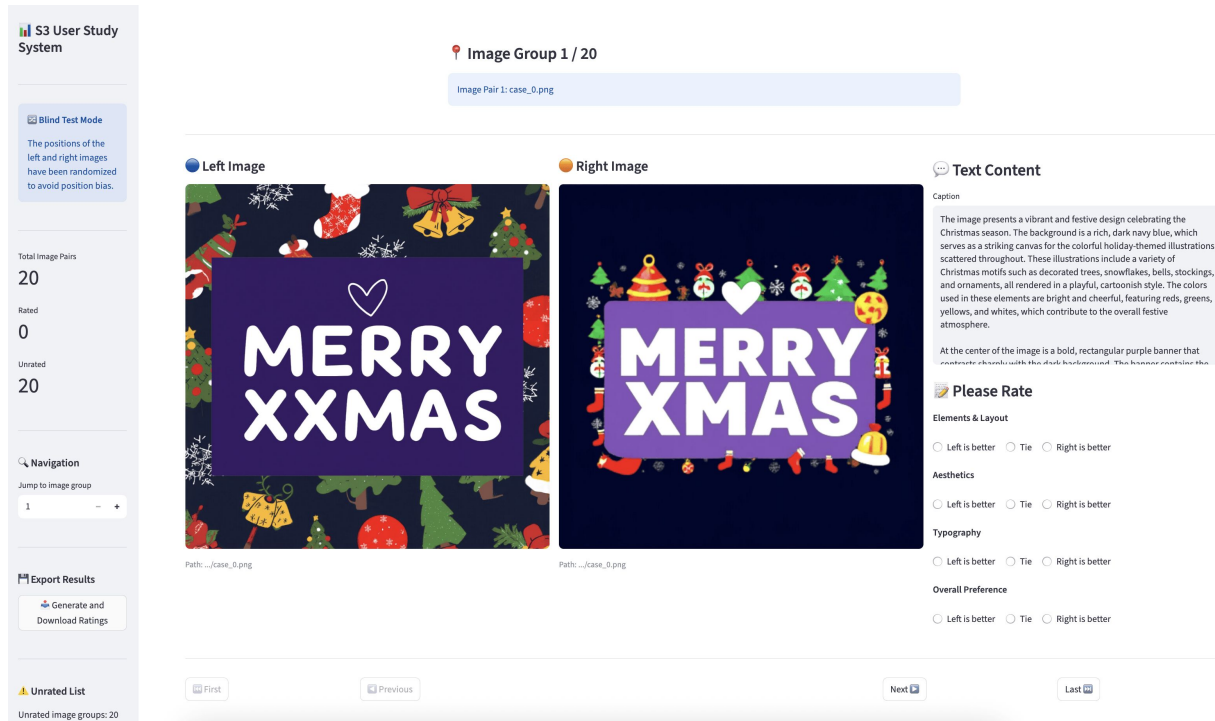 S3 User Study
System
Blind Test Mode
The positions of the
left and right images
have been randomized
to avoid position bias.
Total Image Pairs
20
Rated
0
Unrated
20
Navigation
Jump to image group
1
Export Results
Generate and
Download Ratings
Unrated List
Unrated image groups: 20
Image Group 1 / 20
Image Pair 1: case_0.png
Left Image
MERRY
XXMAS
Path: .../case_0.png
Right Image
MERRY
XMAS
Path: .../case_0.png
Text Content
Caption
The image presents a vibrant and festive design celebrating the
Christmas season. The background is a rich, dark navy blue, which
serves as a striking canvas for the colorful holiday-themed illustrations
scattered throughout. These illustrations include a variety of
Christmas motifs such as decorated trees, snowflakes, bells, stockings,
and ornaments, all rendered in a playful, cartoonish style. The colors
used in these elements are bright and cheerful, featuring reds, greens,
yellows, and whites, which contribute to the overall festive
atmosphere.
At the center of the image is a bold, rectangular purple banner that
contrasts sharply with the dark background. The banner contains the
Please Rate
Elements & Layout
Left is better Tie Right is better
Aesthetics
Left is better Tie Right is better
Typography
Left is better Tie Right is better
Overall Preference
Left is better Tie Right is better
First Previous Next Last